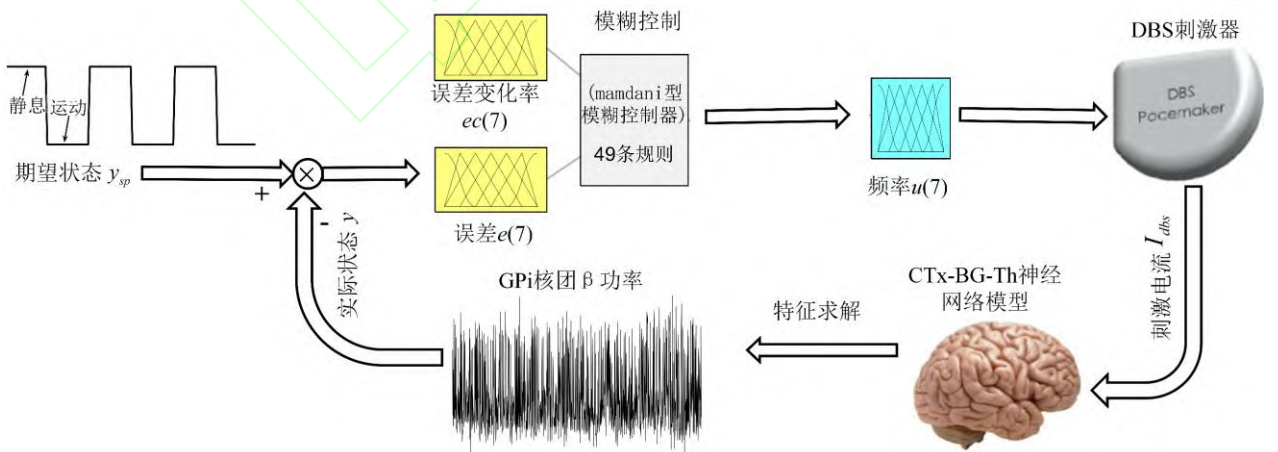 模糊控制
DBS刺激器
静息
运动
误差变化率
ec(7)
(mamdani型
模糊控制器)
49条规则
DBS
Pocemaker
期望状态 y_sp
+
-
误差e(7)
频率u(7)
实际状态 y
GPi核团β功率
特征求解
CTx-BG-Th神经
网络模型
刺激电流 I_dbs